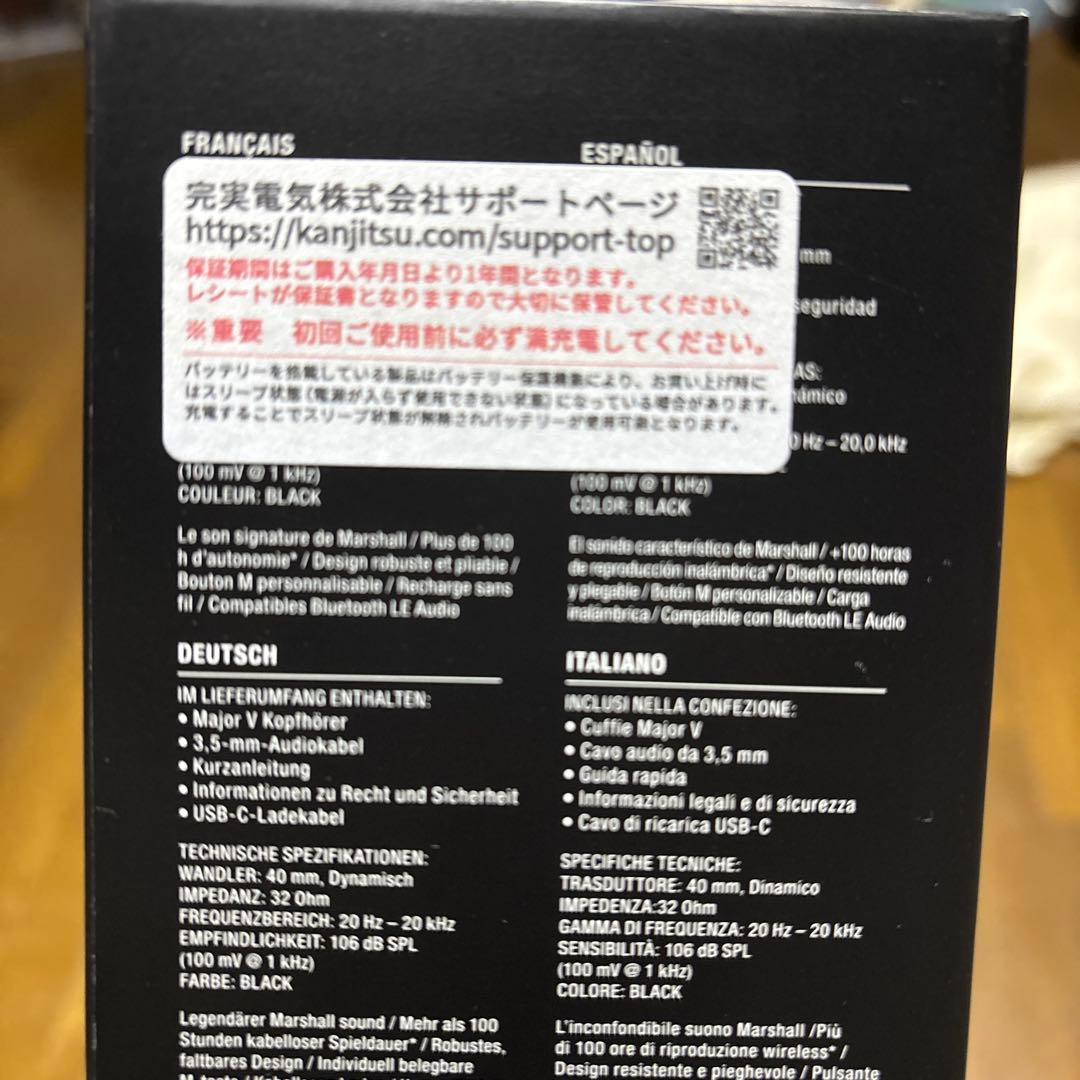 FRANÇAIS
完実電気株式会社サポートページ
https://kanjitsu.com/support-top
保証期間はご購入年月日より1年間となります。
レシートが保証書となりますので大切に保管してください。
※重要　初回ご使用前に必ず満充電してください。
バッテリーを搭載している製品はバッテリー保護機能により、お買い上げ時に
はスリープ状態(電源が入らず使用できない状態)になっている場合があります。
充電することでスリープ状態が解除されバッテリーが使用可能となります。
(100 mV @ 1 kHz)
COULEUR: BLACK
Le son signature de Marshall / Plus de 100
h d'autonomie* / Design robuste et pliable /
Bouton M personnalisable / Recharge sans
fil / Compatibles Bluetooth LE Audio
ESPAÑOL
mm
seguridad
AS:
námico
0 Hz – 20,0 kHz
(100 mV @ 1 kHz)
COLOR: BLACK
El sonido característico de Marshall / +100 horas
de reproducción inalámbrica* / Diseño resistente
y plegable / Botón M personalizable / Carga
inalámbrica / Compatible con Bluetooth LE Audio
DEUTSCH
IM LIEFERUMFANG ENTHALTEN:
• Major V Kopfhörer
• 3,5-mm-Audiokabel
• Kurzanleitung
• Informationen zu Recht und Sicherheit
• USB-C-Ladekabel
TECHNISCHE SPEZIFIKATIONEN:
WANDLER: 40 mm, Dynamisch
IMPEDANZ: 32 Ohm
FREQUENZBEREICH: 20 Hz – 20 kHz
EMPFINDLICHKEIT: 106 dB SPL
(100 mV @ 1 kHz)
FARBE: BLACK
Legendärer Marshall sound / Mehr als 100
Stunden kabelloser Spieldauer* / Robustes,
faltbares Design / Individuell belegbare
ITALIANO
INCLUSI NELLA CONFEZIONE:
• Cuffie Major V
• Cavo audio da 3,5 mm
• Guida rapida
• Informazioni legali e di sicurezza
• Cavo di ricarica USB-C
SPECIFICHE TECNICHE:
TRASDUTTORE: 40 mm, Dinamico
IMPEDENZA:32 Ohm
GAMMA DI FREQUENZA: 20 Hz – 20 kHz
SENSIBILITÀ: 106 dB SPL
(100 mV @ 1 kHz)
COLORE: BLACK
L'inconfondibile suono Marshall /Più
di 100 ore di riproduzione wireless* /
Design resistente e pieghevole / Pulsante